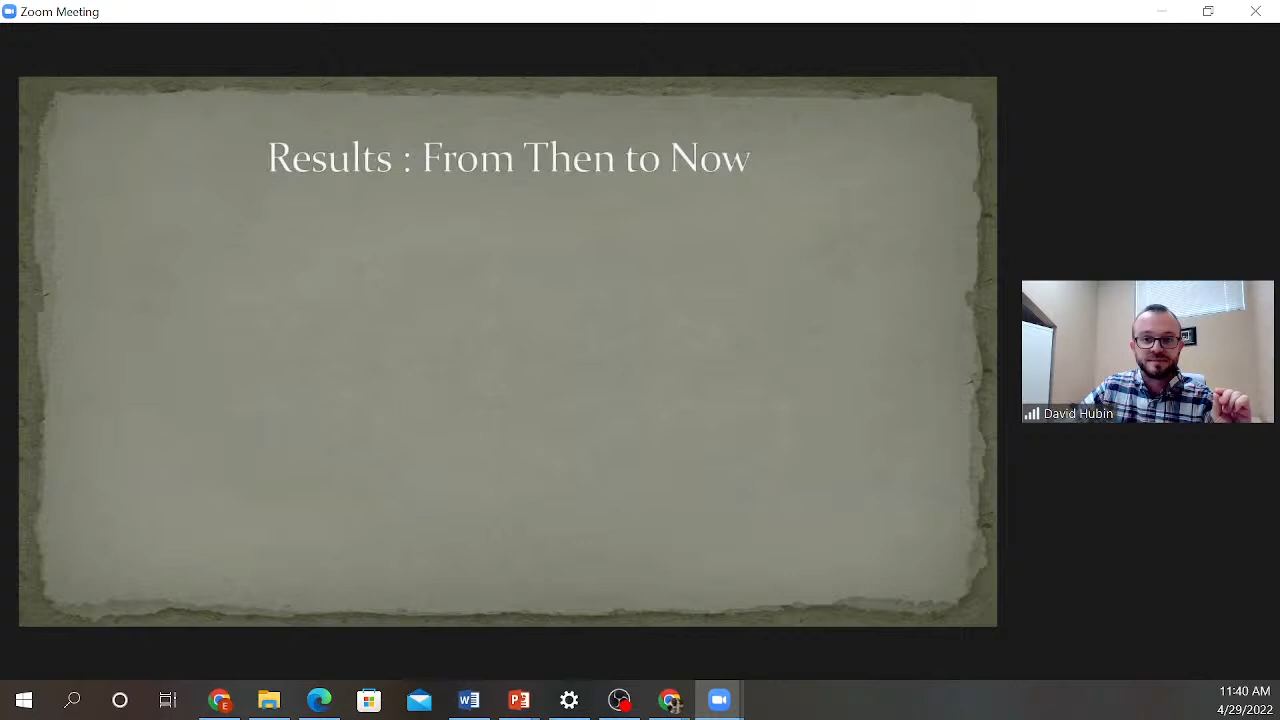 Zoom Meeting
Results : From Then to Now
David Hubin
11:40 AM
4/29/2022